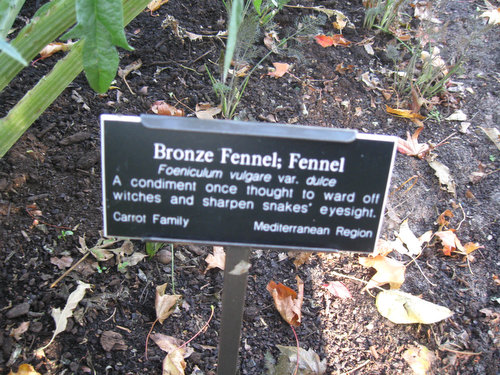 Bronze Fennel; Fennel
Foeniculum vulgare var. dulce
A condiment once thought to ward off
witches and sharpen snakes' eyesight.
Carrot Family Mediterranean Region